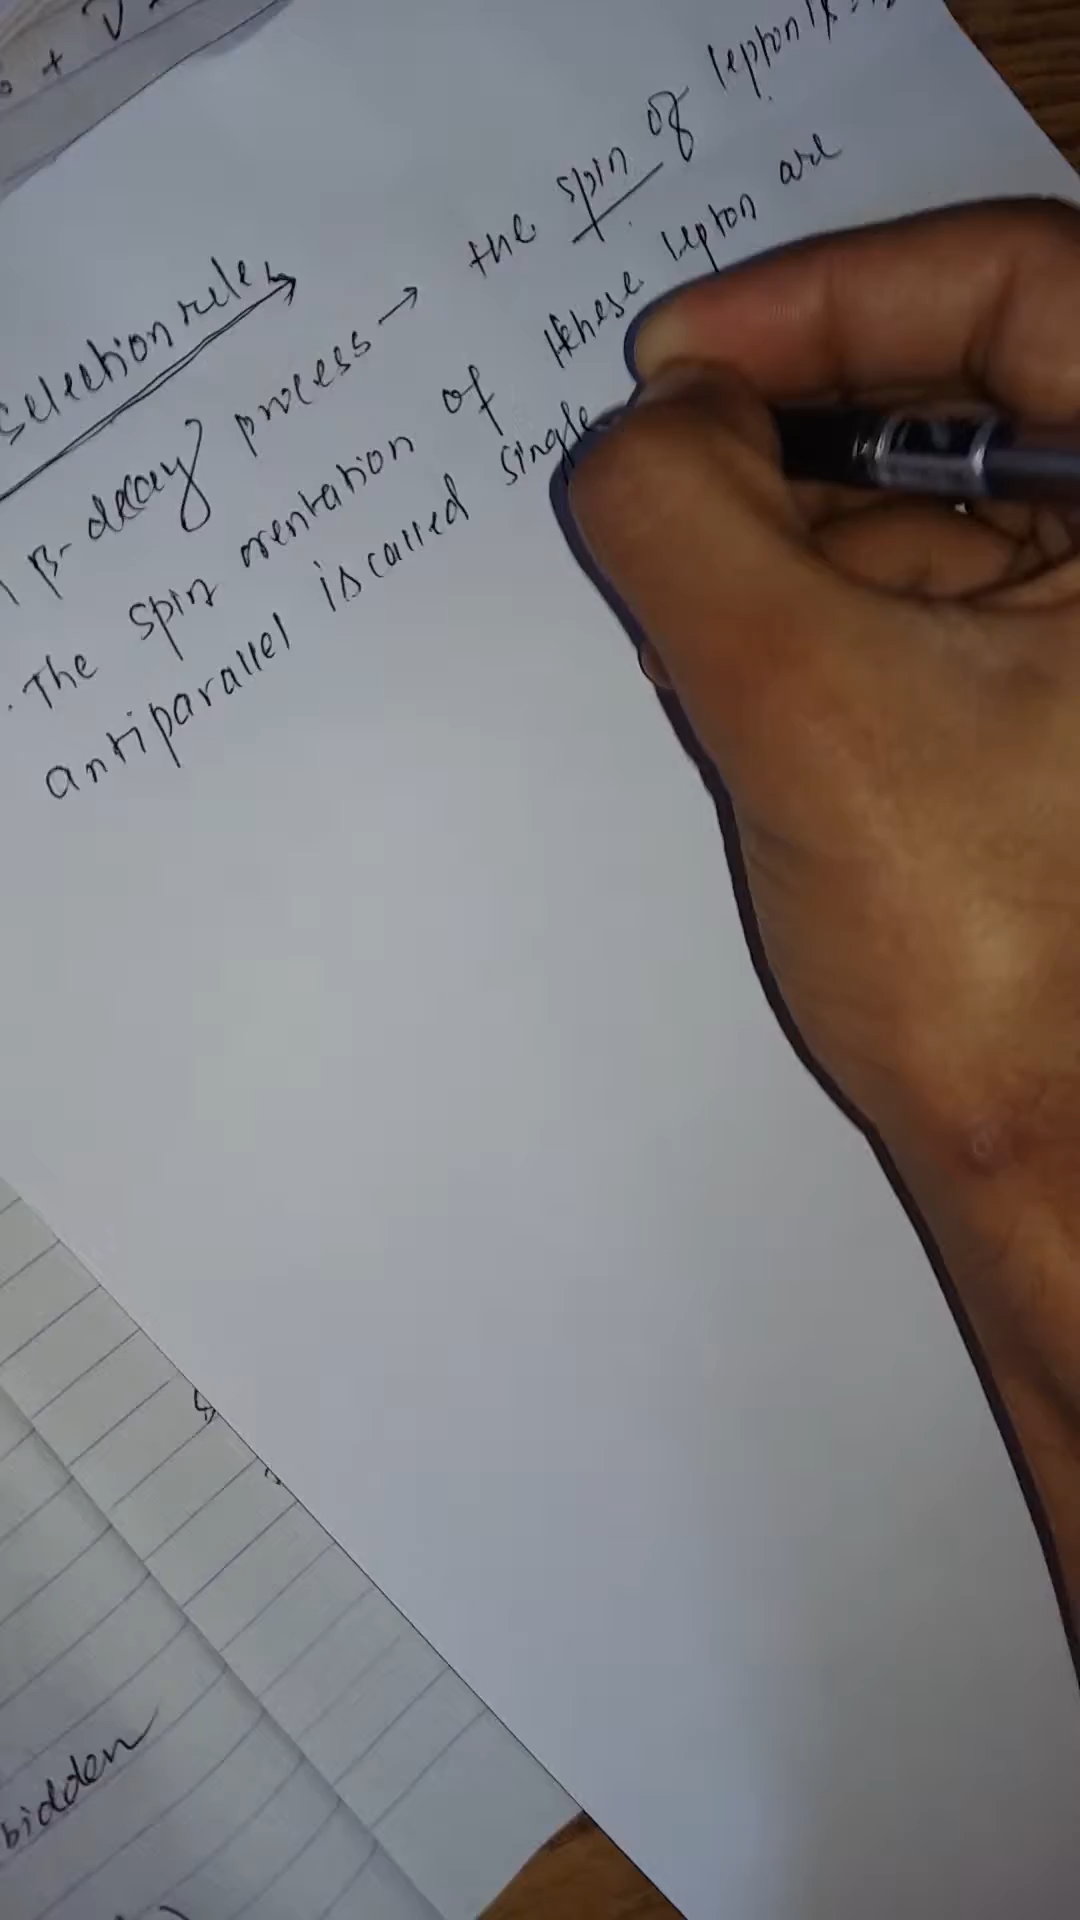 + ν
Selection rule
β- decay process → the spin of lepton
The spin orentation of these lepton are
antiparallel is called single
bidden